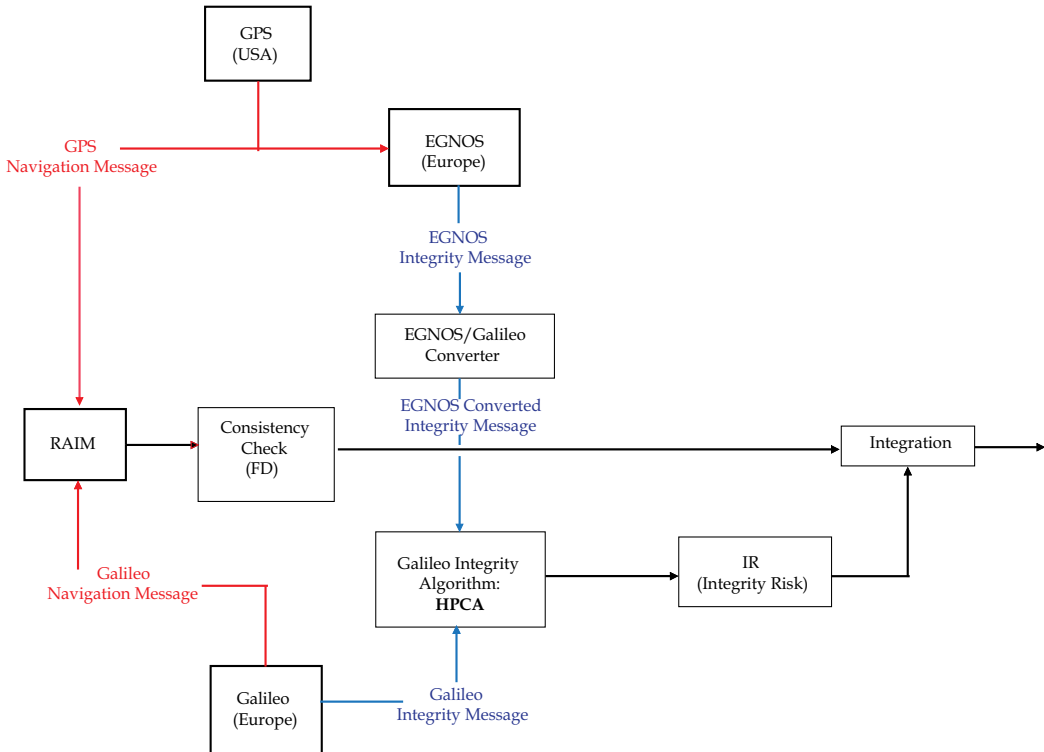 GPS
(USA)
EGNOS
(Europe)
GPS
Navigation Message
EGNOS
Integrity Message
EGNOS/Galileo
Converter
EGNOS Converted
Integrity Message
RAIM
Consistency
Check
(FD)
Integration
Galileo Integrity
Algorithm:
HPCA
IR
(Integrity Risk)
Galileo
Navigation Message
Galileo
(Europe)
Galileo
Integrity Message